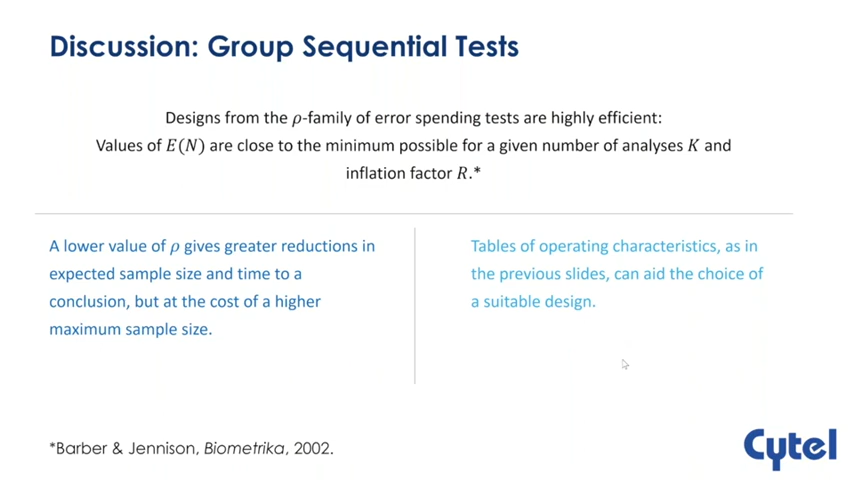 Discussion: Group Sequential Tests
Designs from the ρ-family of error spending tests are highly efficient:
Values of E(N) are close to the minimum possible for a given number of analyses K and
inflation factor R.*
A lower value of ρ gives greater reductions in
expected sample size and time to a
conclusion, but at the cost of a higher
maximum sample size.
Tables of operating characteristics, as in
the previous slides, can aid the choice of
a suitable design.
*Barber & Jennison, Biometrika, 2002.
Cytel